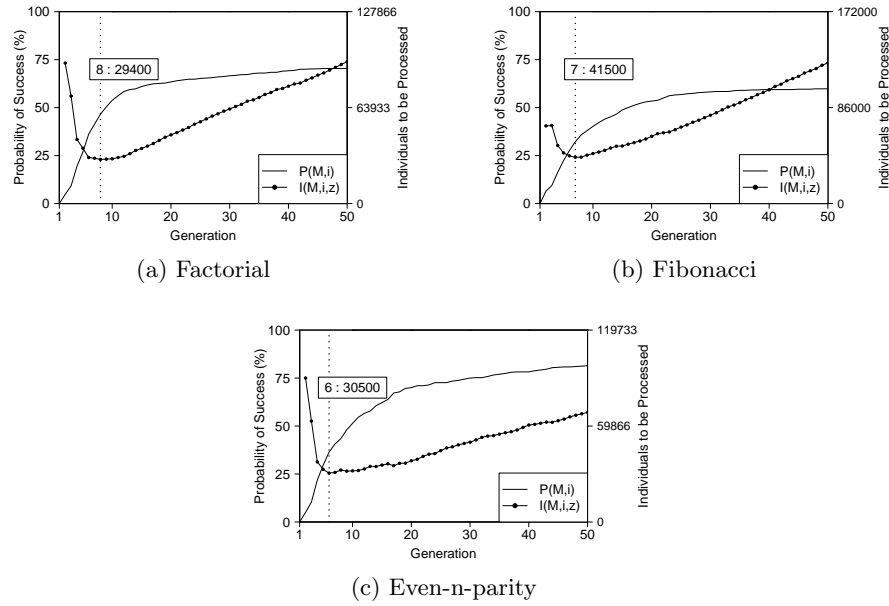 Probability of Success (%)
100
75
50
25
0
8 : 29400
127866
63933
0
Individuals to be Processed
P(M,i)
I(M,i,z)
1
10
20
30
40
50
Generation
(a) Factorial
Probability of Success (%)
100
75
50
25
0
7 : 41500
172000
86000
0
Individuals to be Processed
P(M,i)
I(M,i,z)
1
10
20
30
40
50
Generation
(b) Fibonacci
Probability of Success (%)
100
75
50
25
0
6 : 30500
119733
59866
0
Individuals to be Processed
P(M,i)
I(M,i,z)
1
10
20
30
40
50
Generation
(c) Even-n-parity